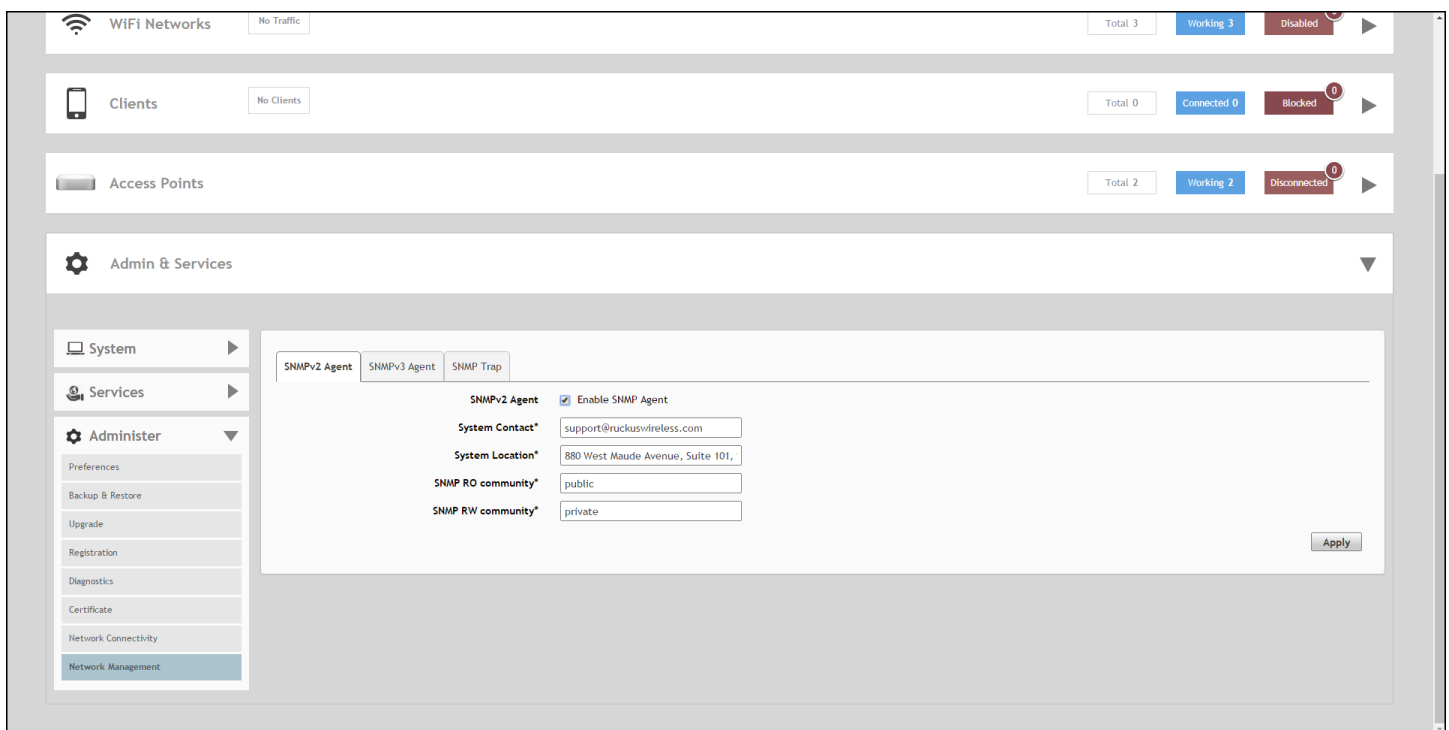 WiFi Networks
No Traffic
Total 3
Working 3
Disabled
Clients
No Clients
Total 0
Connected 0
Blocked
0
Access Points
Total 2
Working 2
Disconnected
0
Admin & Services
System
Services
Administer
Preferences
Backup & Restore
Upgrade
Registration
Diagnostics
Certificate
Network Connectivity
Network Management
SNMPv2 Agent
SNMPv3 Agent
SNMP Trap
SNMPv2 Agent
Enable SNMP Agent
System Contact*
support@ruckuswireless.com
System Location*
880 West Maude Avenue, Suite 101,
SNMP RO community*
public
SNMP RW community*
private
Apply